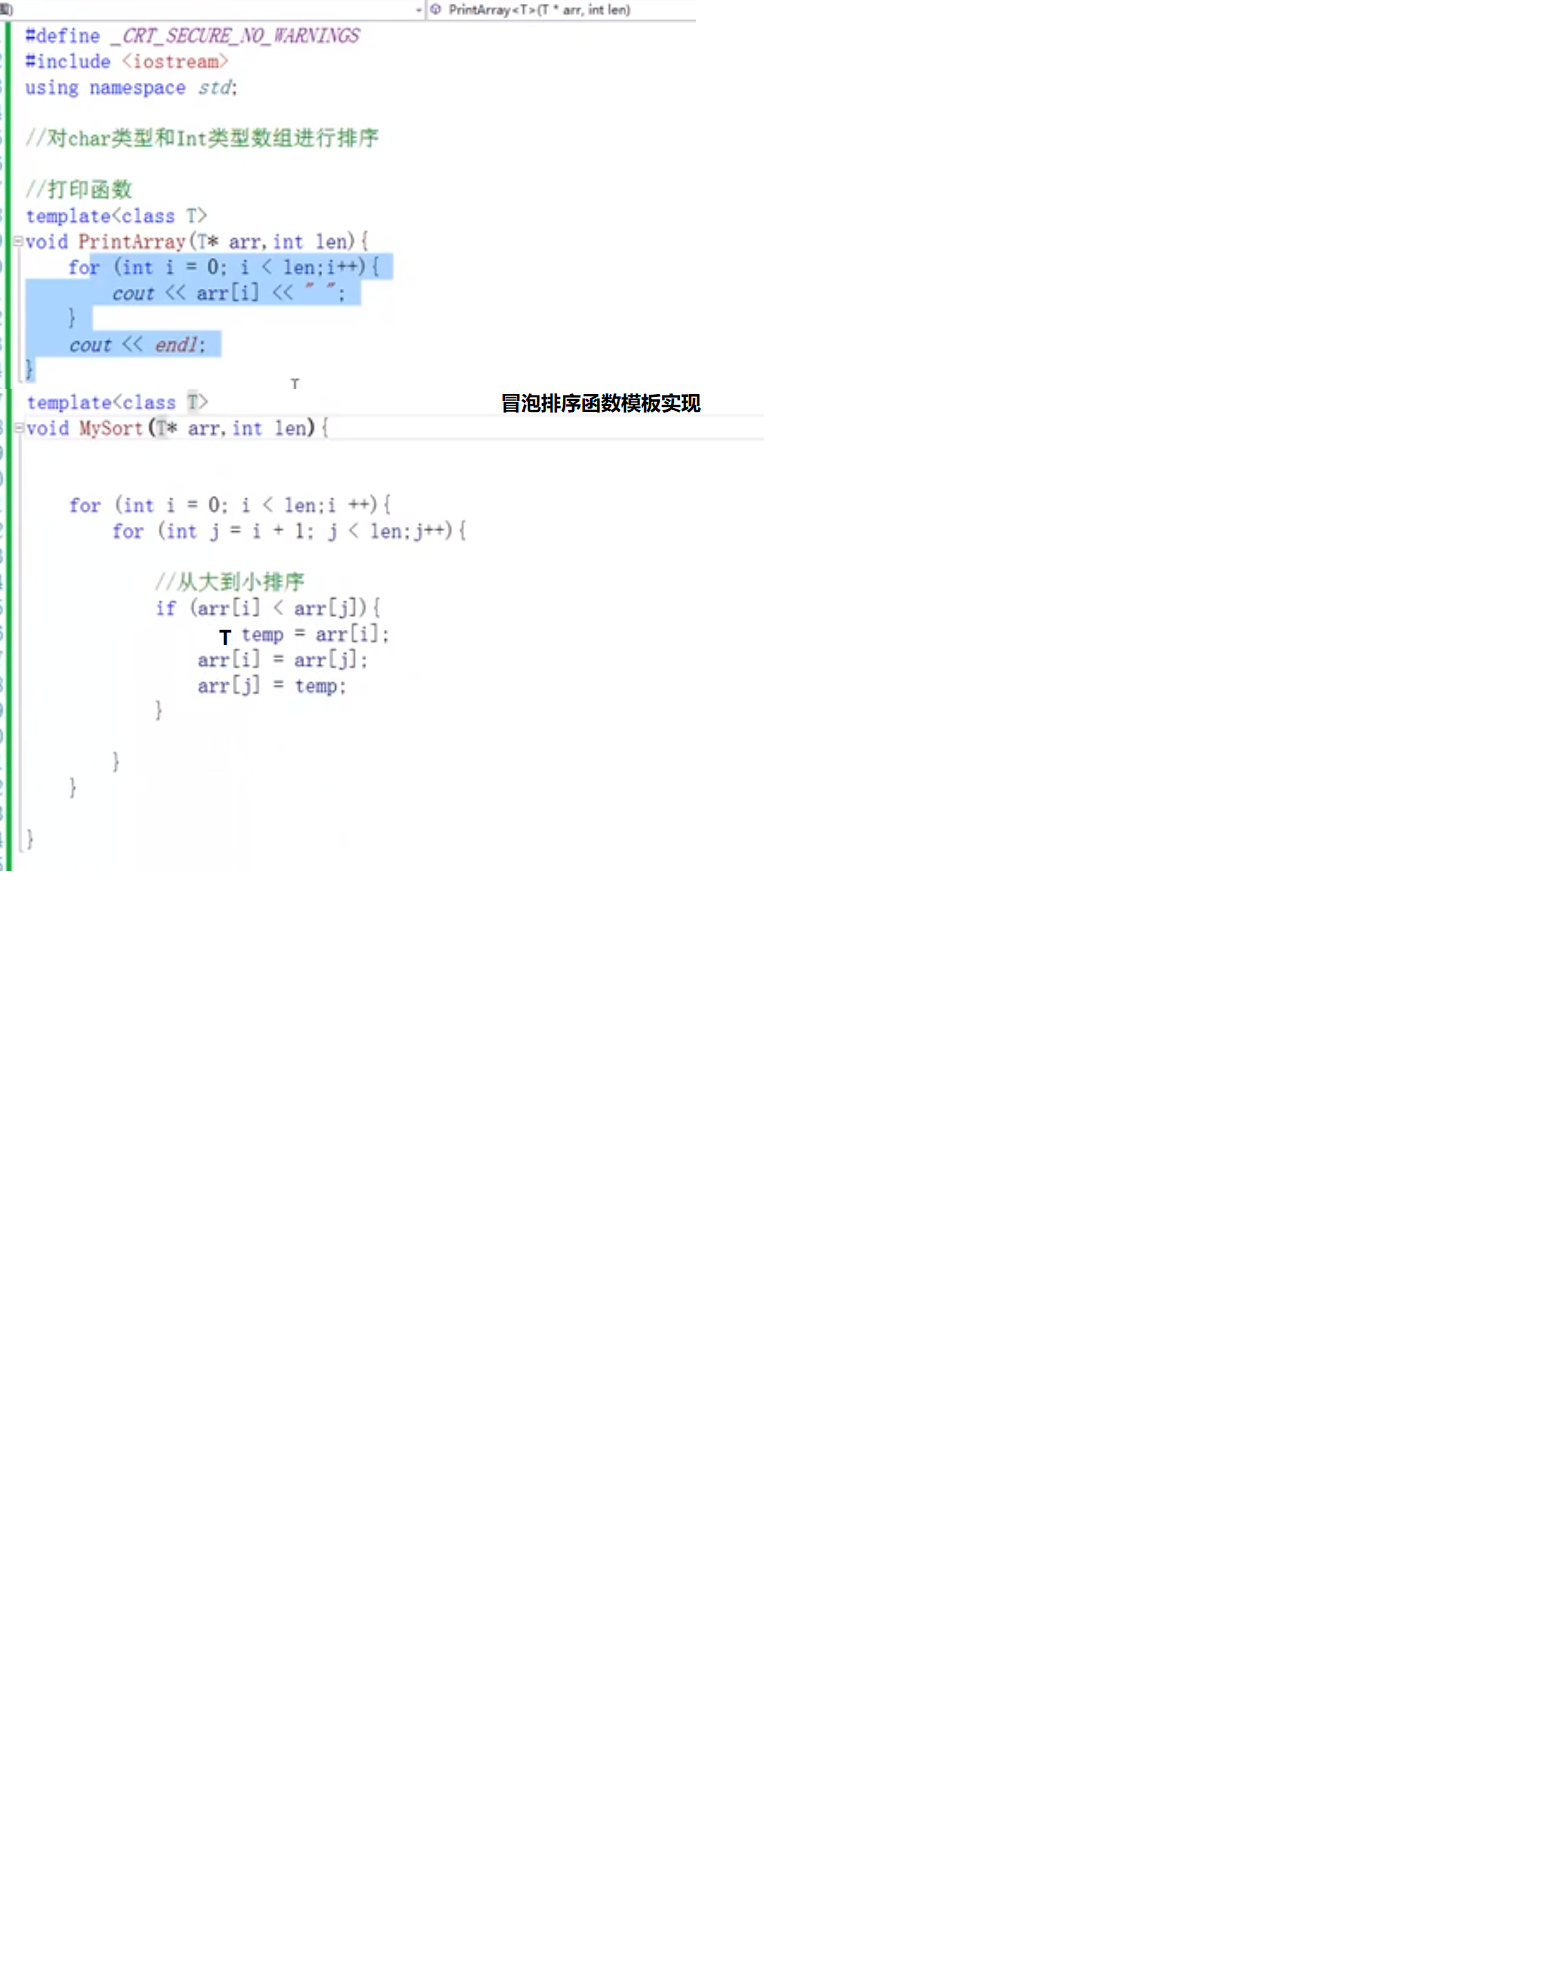 PrintArray<T>(T * arr, int len)
#define _CRT_SECURE_NO_WARNINGS
#include <iostream>
using namespace std;
//对char类型和Int类型数组进行排序
//打印函数
template<class T>
void PrintArray(T* arr,int len){
for (int i = 0; i < len;i++){
cout << arr[i] << " ";
}
cout << endl;
}
T
template<class T>
冒泡排序函数模板实现
void MySort(T* arr,int len){
for (int i = 0; i < len;i ++){
for (int j = i + 1; j < len;j++){
//从大到小排序
if (arr[i] < arr[j]){
T temp = arr[i];
arr[i] = arr[j];
arr[j] = temp;
}
}
}
}